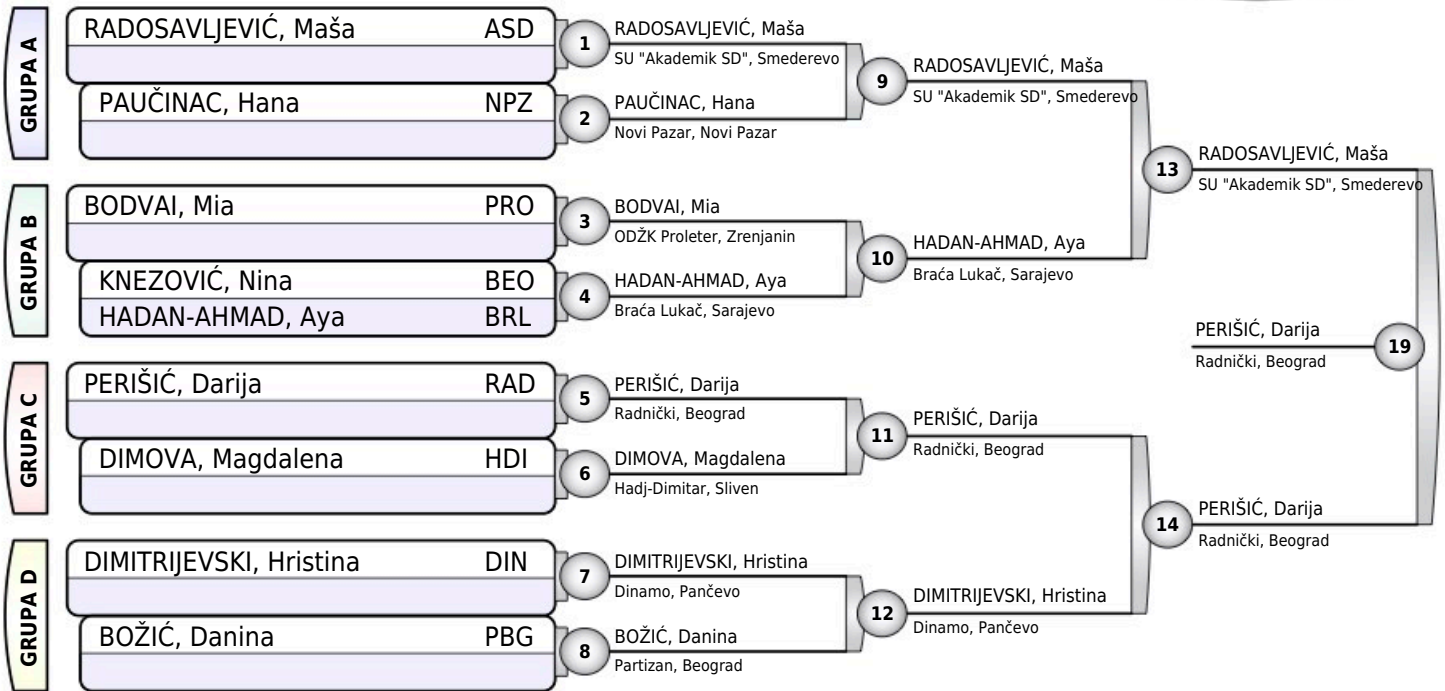 GRUPA A
RADOSAVLJEVIĆ, Maša ASD
PAUČINAC, Hana NPZ
GRUPA B
BODVAI, Mia PRO
KNEZOVIĆ, Nina BEO
HADAN-AHMAD, Aya BRL
GRUPA C
PERIŠIĆ, Darija RAD
DIMOVA, Magdalena HDI
GRUPA D
DIMITRIJEVSKI, Hristina DIN
BOŽIĆ, Danina PBG
1
RADOSAVLJEVIĆ, Maša
SU "Akademik SD", Smederevo
2
PAUČINAC, Hana
Novi Pazar, Novi Pazar
3
BODVAI, Mia
ODŽK Proleter, Zrenjanin
4
HADAN-AHMAD, Aya
Braća Lukač, Sarajevo
5
PERIŠIĆ, Darija
Radnički, Beograd
6
DIMOVA, Magdalena
Hadj-Dimitar, Sliven
7
DIMITRIJEVSKI, Hristina
Dinamo, Pančevo
8
BOŽIĆ, Danina
Partizan, Beograd
9
RADOSAVLJEVIĆ, Maša
SU "Akademik SD", Smederevo
10
HADAN-AHMAD, Aya
Braća Lukač, Sarajevo
11
PERIŠIĆ, Darija
Radnički, Beograd
12
DIMITRIJEVSKI, Hristina
Dinamo, Pančevo
13
RADOSAVLJEVIĆ, Maša
SU "Akademik SD", Smederevo
14
PERIŠIĆ, Darija
Radnički, Beograd
PERIŠIĆ, Darija
Radnički, Beograd
19